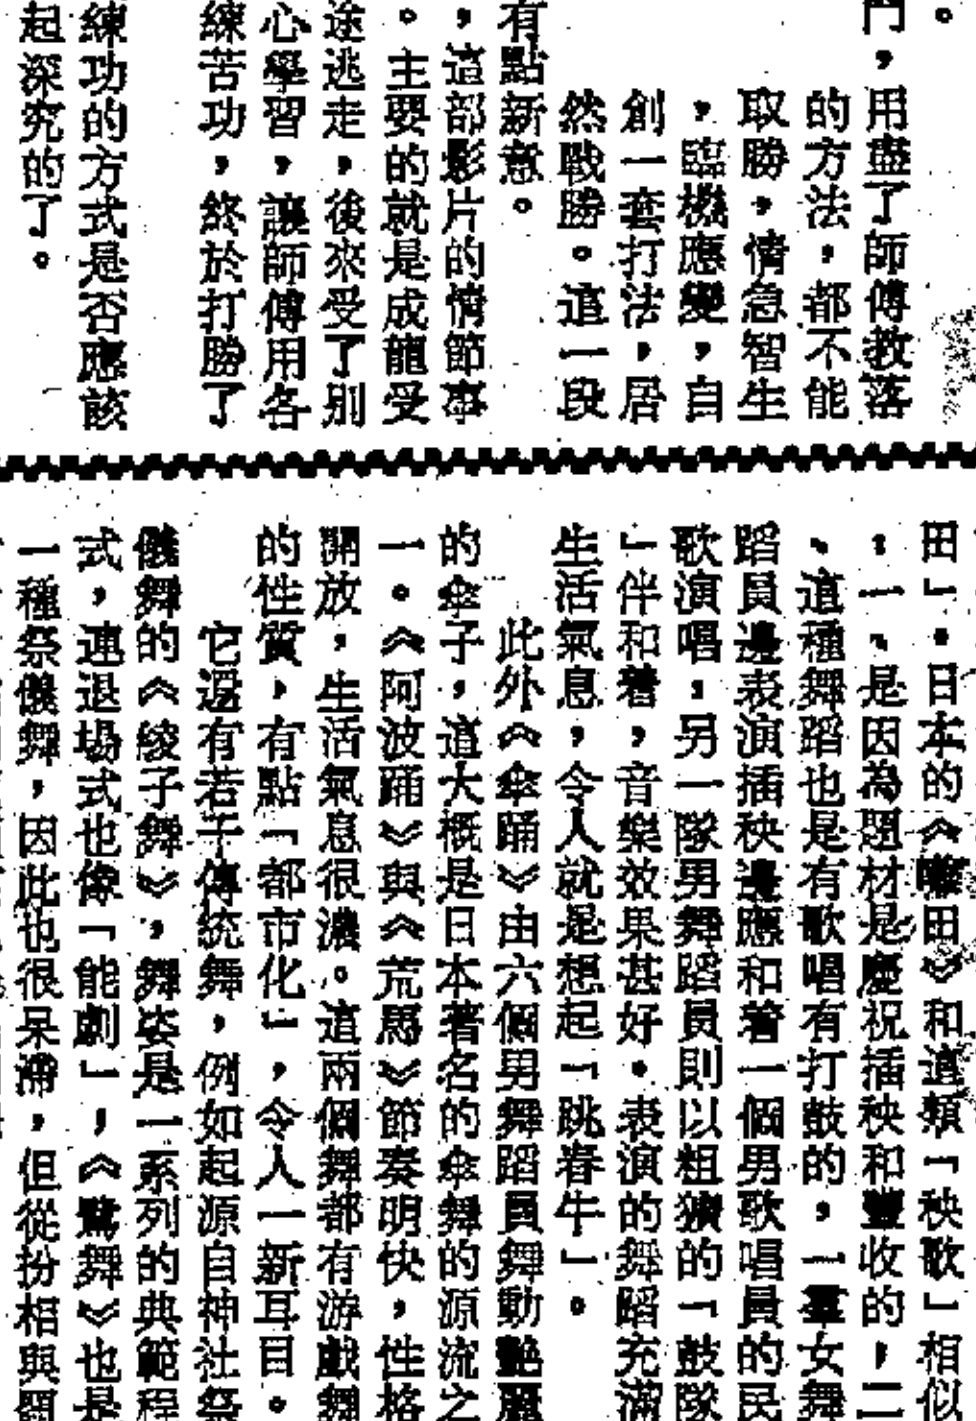 。
鬥，用盡了師傅教落
的方法，都不能
取勝，情急智生
，臨機應變，自
創一套打法，居
然戰勝。這一段
有點新意。
，這部影片的情節事
。主要的就是成龍受
途逃走，後來受了別
心學習，讓師傅用各
練苦功，終於打勝了
練功的方式是否應該
起深究的了。
田」。日本的《囃田》和這類「秧歌」相似
：一、是因為題材是慶祝插秧和豐收的，二
、這種舞蹈也是有歌唱有打鼓的，一羣女舞
蹈員邊表演插秧邊應和着一個男歌唱員的民
歌演唱，另一隊男舞蹈員則以粗獷的「鼓隊
」伴和着，音樂效果甚好。表演的舞蹈充滿
生活氣息，令人就是想起「跳春牛」。
此外《傘踊》由六個男舞蹈員舞動艷麗
的傘子，這大概是日本著名的傘舞的源流之
一。《阿波踊》與《荒馬》節奏明快，性格
開放，生活氣息很濃。這兩個舞都有游戲舞
的性質，有點「都市化」，令人一新耳目。
它還有若干傳統舞，例如起源自神社祭
儀舞的《綾子舞》，舞姿是一系列的典範程
式，連退場式也像「能劇」，《鷺舞》也是
一種祭儀舞，因此也很呆滯，但從扮相與題